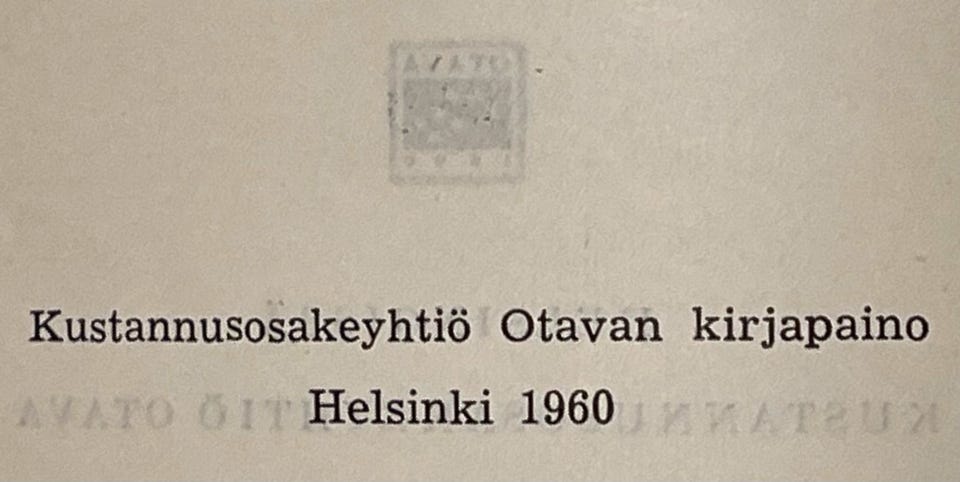 Kustannusosakeyhtiö Otavan kirjapaino
Helsinki 1960